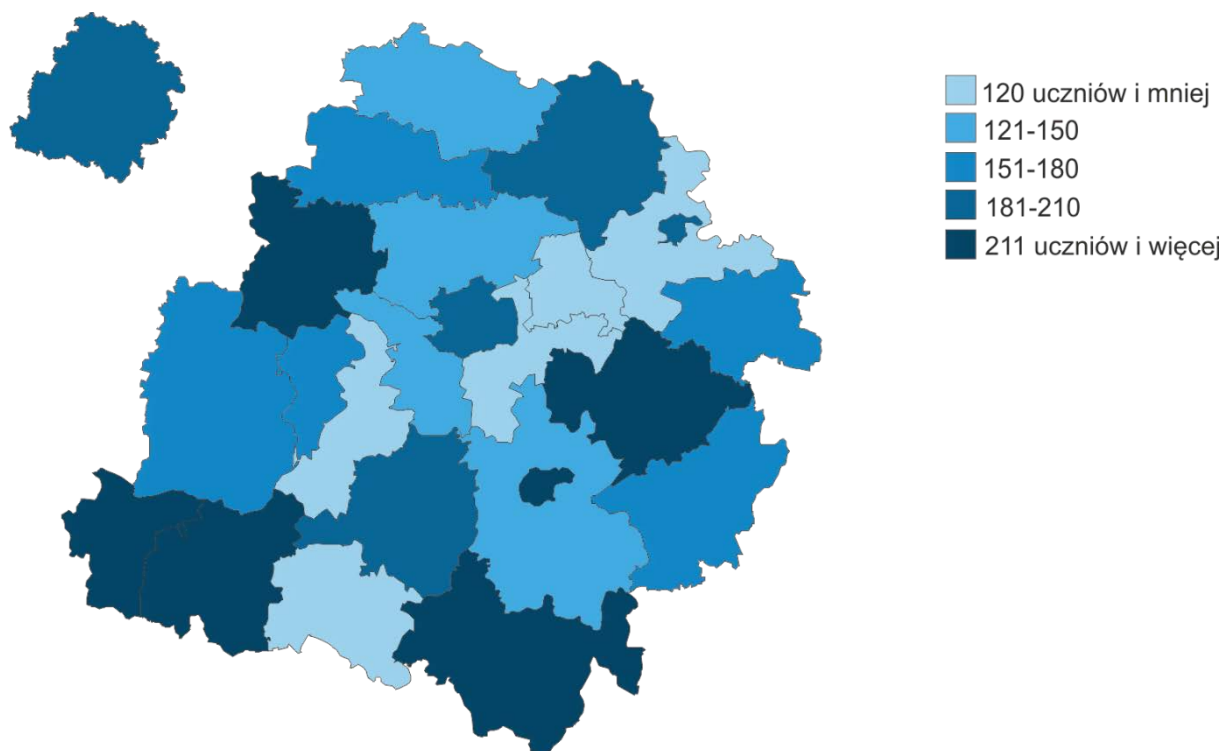 120 uczniów i mniej
121-150
151-180
181-210
211 uczniów i więcej